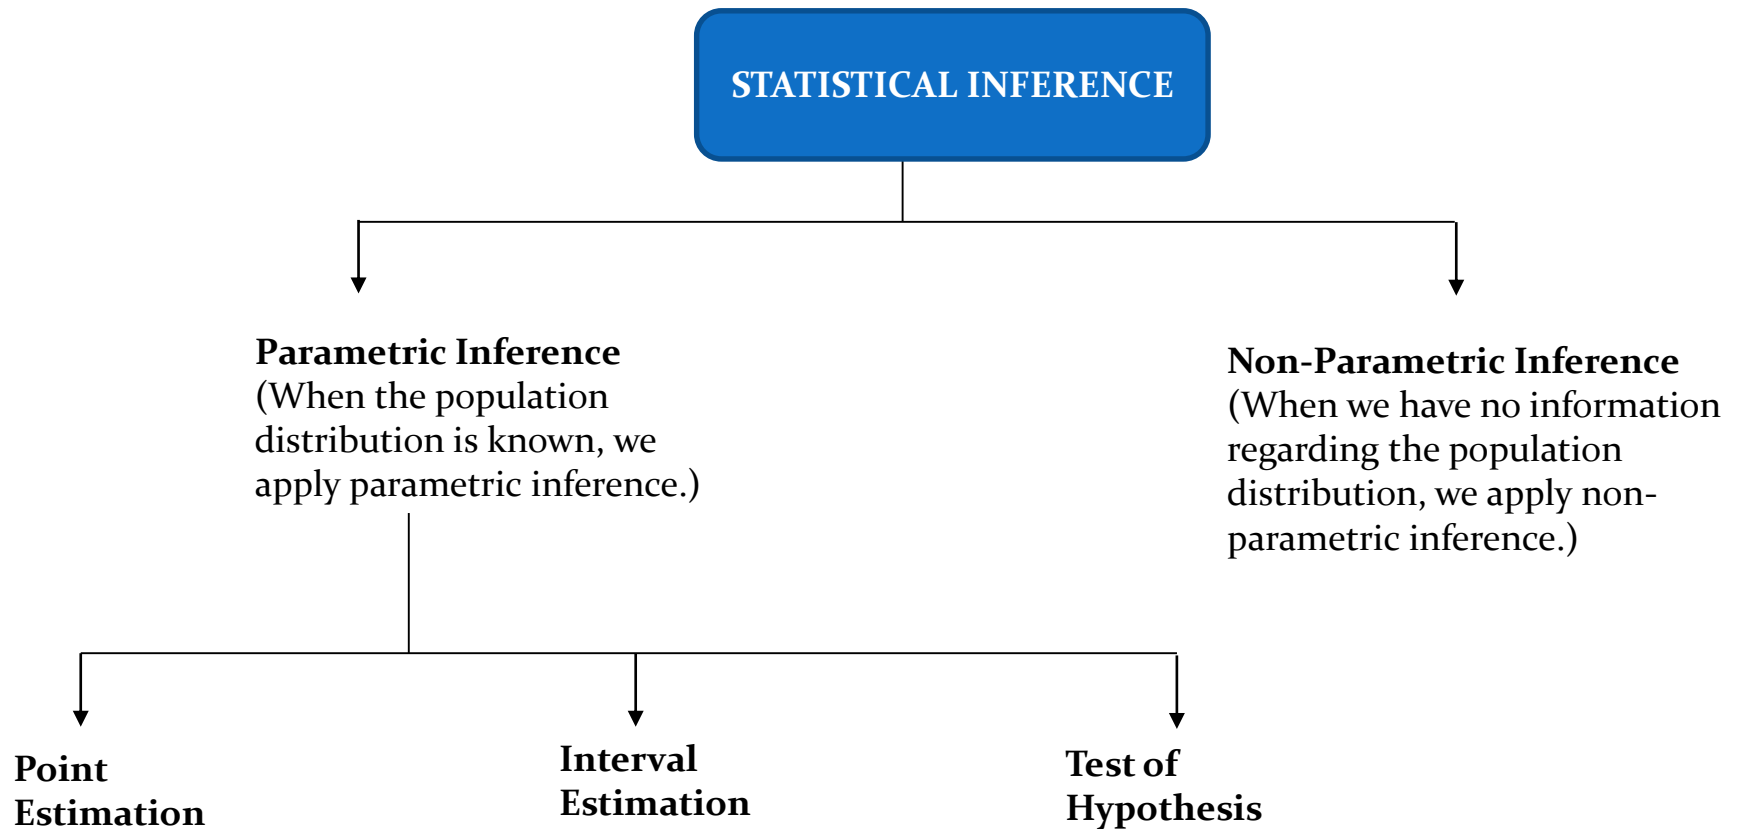 STATISTICAL INFERENCE
Parametric Inference
(When the population
distribution is known, we
apply parametric inference.)
Non-Parametric Inference
(When we have no information
regarding the population
distribution, we apply non-
parametric inference.)
Point
Estimation
Interval
Estimation
Test of
Hypothesis